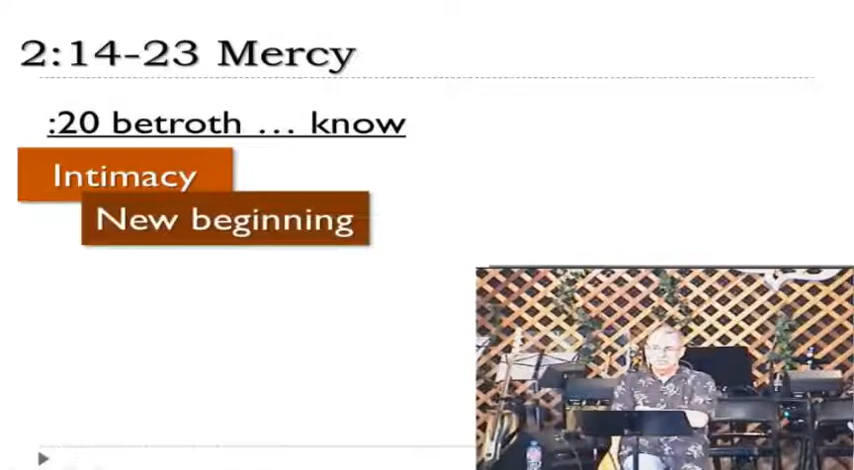 2:14-23 Mercy
:20 betroth … know
Intimacy
New beginning